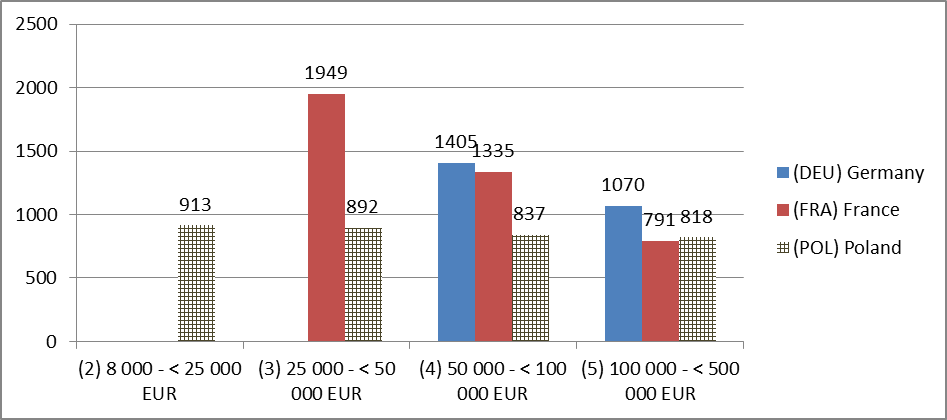 2500
2000
1500
1000
500
0
1949
1405
1335
1070
913
892
837
791
818
(2) 8 000 - < 25 000
EUR
(3) 25 000 - < 50
000 EUR
(4) 50 000 - < 100
000 EUR
(5) 100 000 - < 500
000 EUR
(DEU) Germany
(FRA) France
(POL) Poland